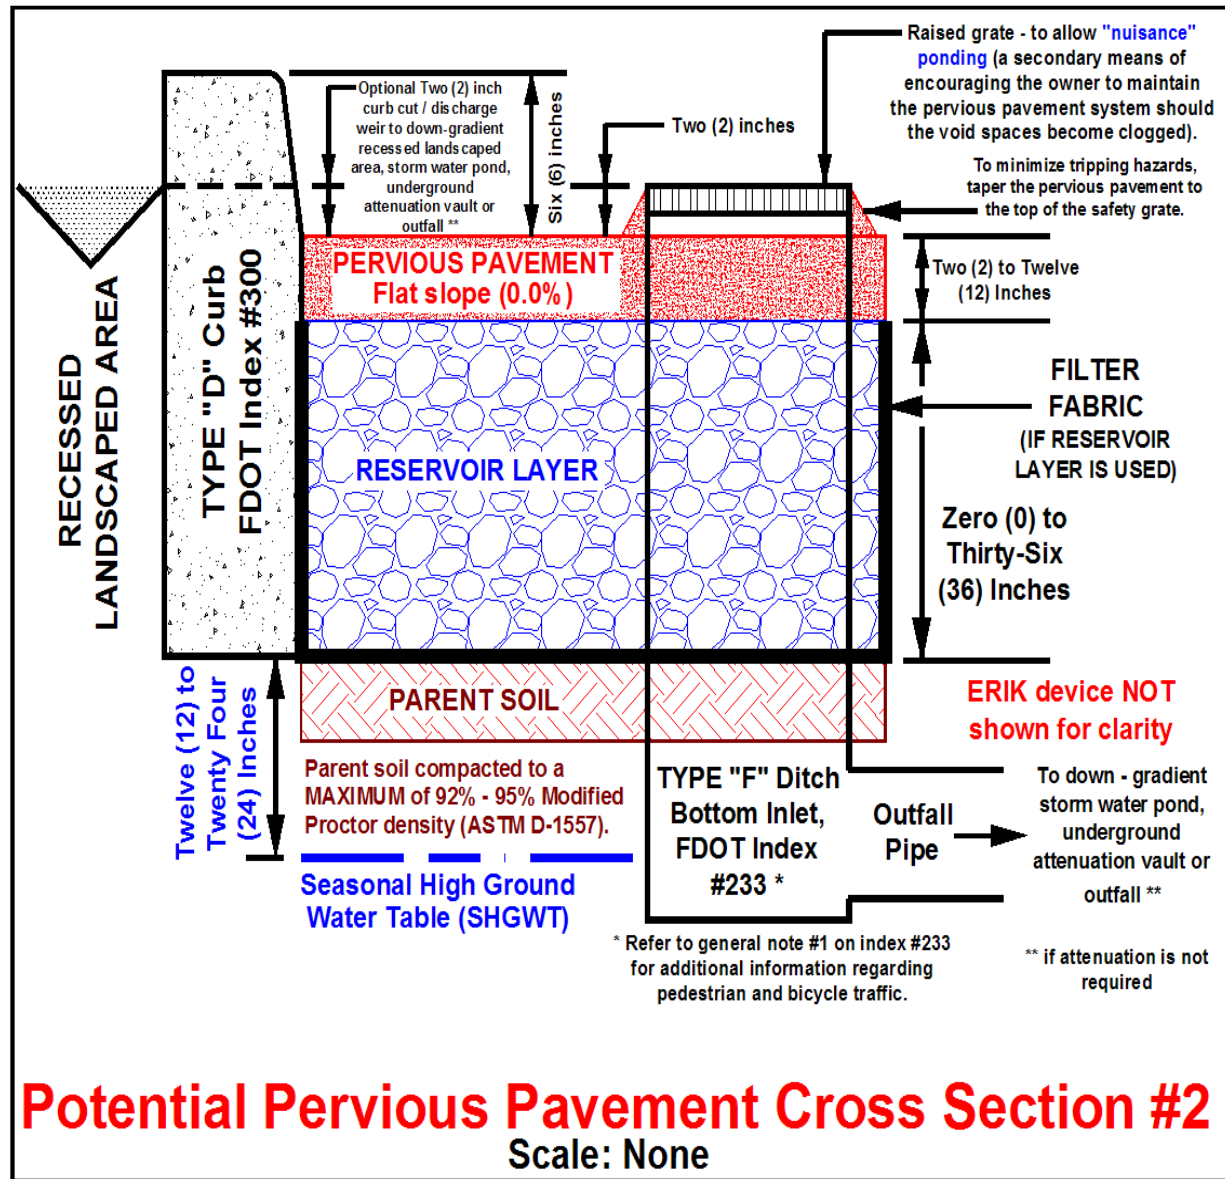 Raised grate - to allow "nuisance"
ponding (a secondary means of
encouraging the owner to maintain
the pervious pavement system should
the void spaces become clogged).
Optional Two (2) inch
curb cut / discharge
weir to down-gradient
recessed landscaped
area, storm water pond,
underground
attenuation vault or
outfall **
Six (6) inches
Two (2) inches
To minimize tripping hazards,
taper the pervious pavement to
the top of the safety grate.
PERVIOUS PAVEMENT
Flat slope (0.0%)
Two (2) to Twelve
(12) Inches
RECESSED
LANDSCAPED AREA
TYPE "D" Curb
FDOT Index #300
RESERVOIR LAYER
FILTER
FABRIC
(IF RESERVOIR
LAYER IS USED)
Zero (0) to
Thirty-Six
(36) Inches
PARENT SOIL
ERIK device NOT
shown for clarity
Twelve (12) to
Twenty Four
(24) Inches
Parent soil compacted to a
MAXIMUM of 92% - 95% Modified
Proctor density (ASTM D-1557).
Seasonal High Ground
Water Table (SHGWT)
TYPE "F" Ditch
Bottom Inlet,
FDOT Index
#233 *
Outfall
Pipe
To down - gradient
storm water pond,
underground
attenuation vault or
outfall **
* Refer to general note #1 on index #233
for additional information regarding
pedestrian and bicycle traffic.
** if attenuation is not
required
Potential Pervious Pavement Cross Section #2
Scale: None